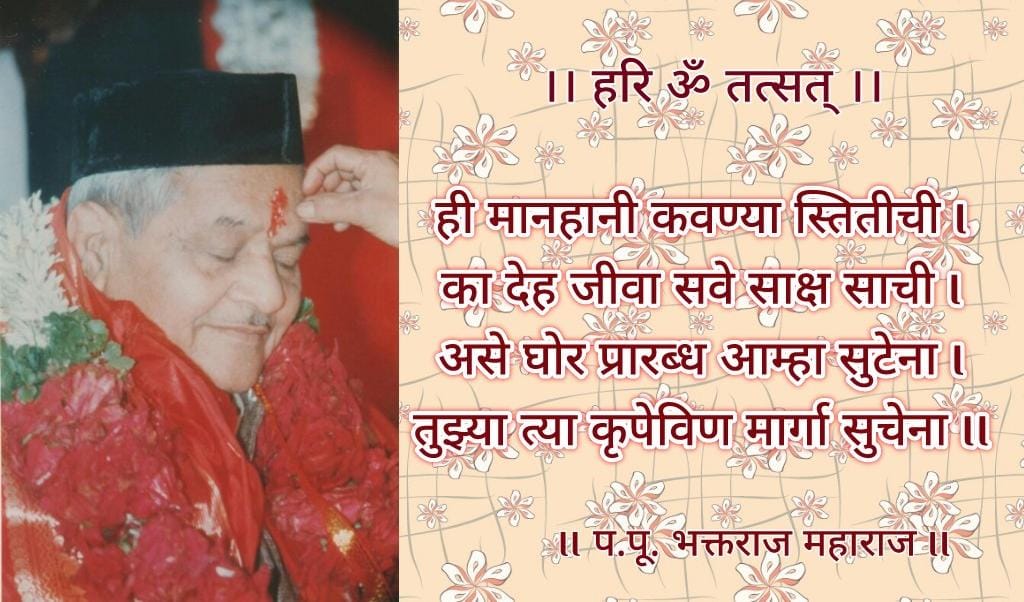 ।। हरि ॐ तत्सत् ।।
ही मानहानी कवण्या स्तितीची ।
का देह जीवा सवे साक्ष साची ।
असे घोर प्रारब्ध आम्हा सुटेना ।
तुझ्या त्या कृपेविण मार्गा सुचेना ॥
॥ प.पू. भक्तराज महाराज ॥